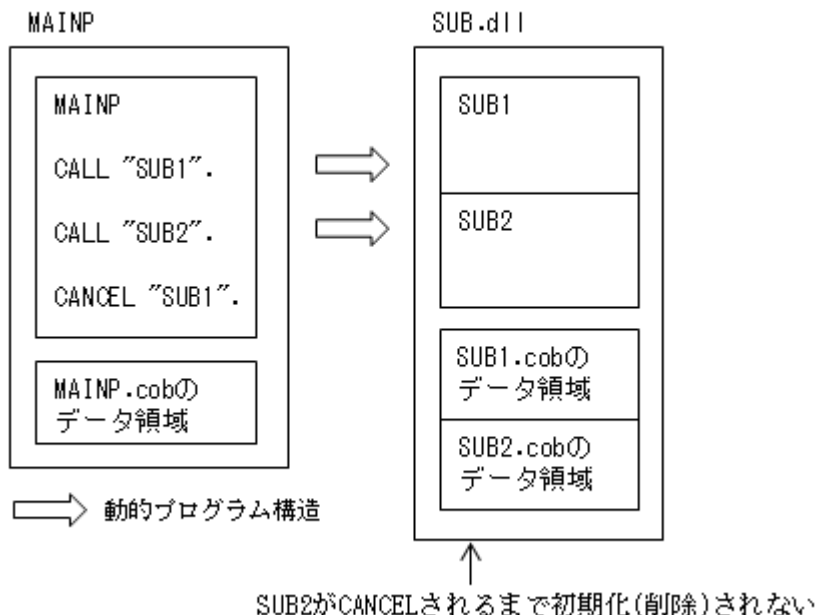 MAINP
MAINP
CALL "SUB1".
CALL "SUB2".
CANCEL "SUB1".
MAINP.cobの
データ領域
動的プログラム構造
SUB.dll
SUB1
SUB2
SUB1.cobの
データ領域
SUB2.cobの
データ領域
SUB2がCANCELされるまで初期化(削除)されない